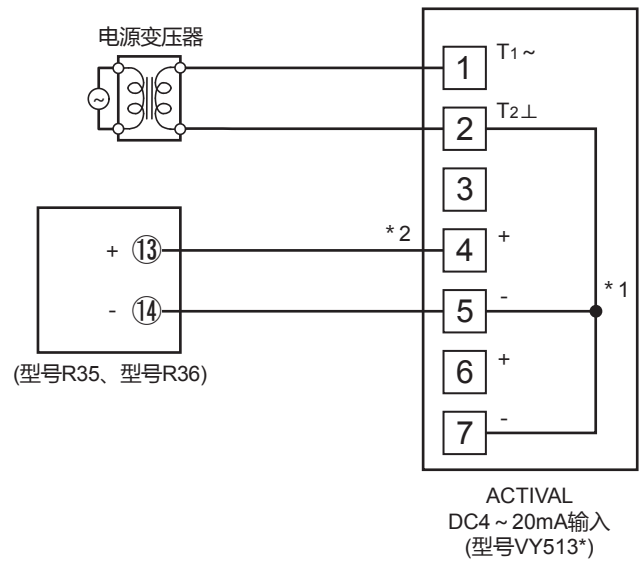 电源变压器
~
1 T1~
2 T2⊥
3
*2 4 +
+ ⑬
5 -
- ⑭
*1
6 +
7 -
(型号R35、型号R36)
ACTIVAL
DC4~20mA输入
(型号VY513*)